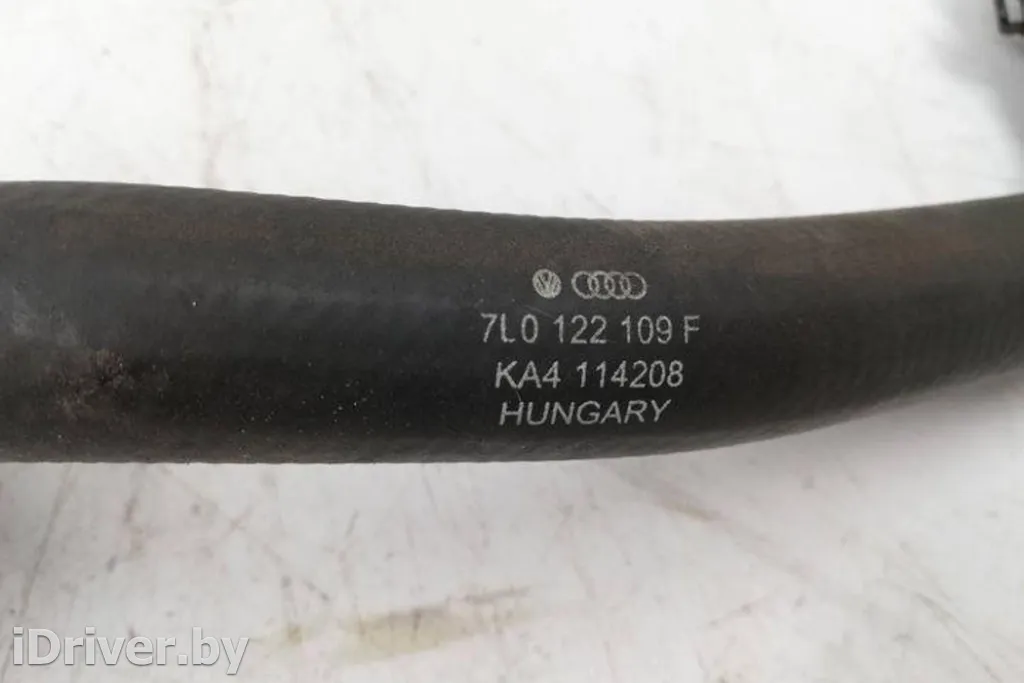 7L0 122 109 F
KA4 114208
HUNGARY
iDriver.by